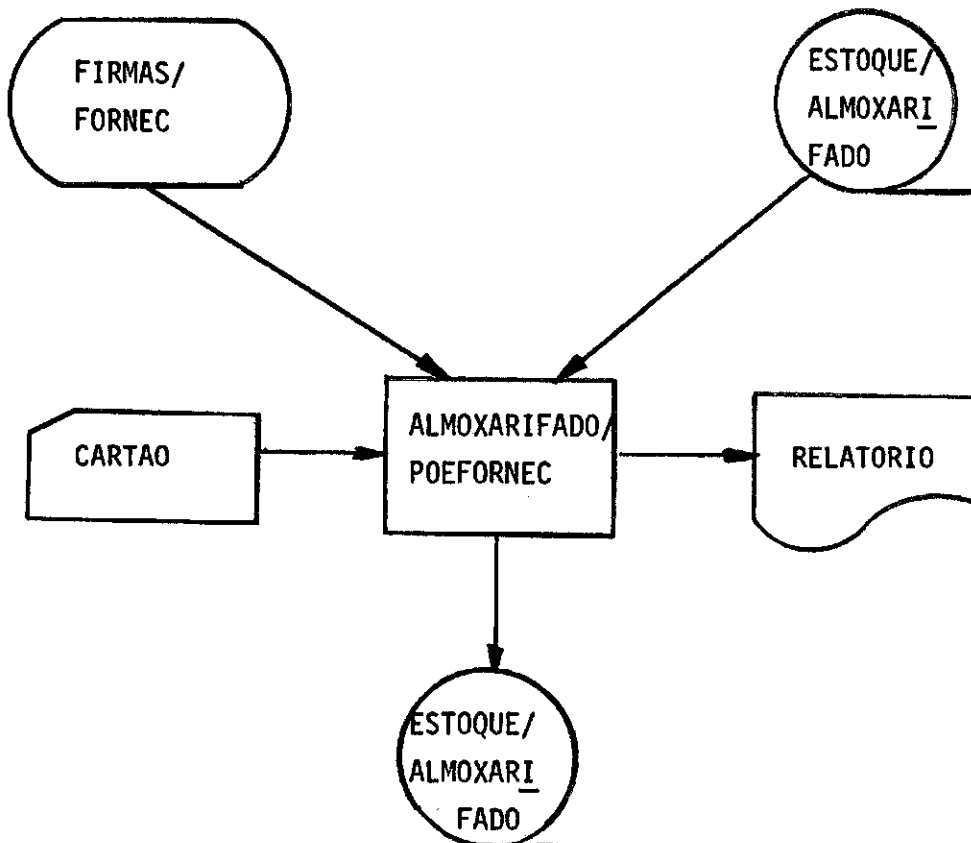 FIRMAS/
FORNEC
ESTOQUE/
ALMOXARI
FADO
CARTAO
ALMOXARIFADO/
POEFORNEC
RELATORIO
ESTOQUE/
ALMOXARI
FADO